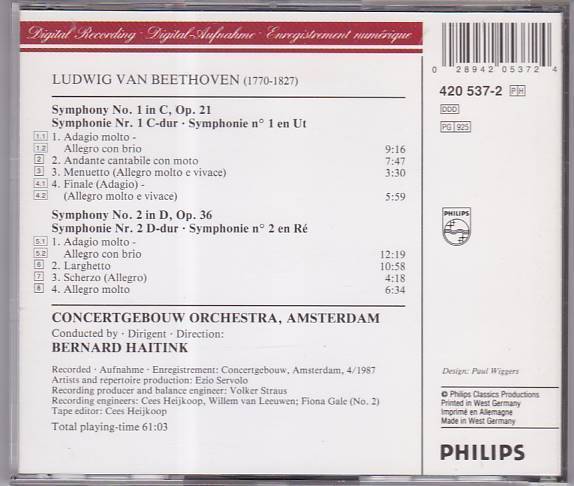 Digital Recording · Digital-Aufnahme · Enregistrement numérique
LUDWIG VAN BEETHOVEN (1770-1827)
Symphony No. 1 in C, Op. 21
Symphonie Nr. 1 C-dur · Symphonie n° 1 en Ut
1.1 1. Adagio molto -
1.2 Allegro con brio 9:16
2 2. Andante cantabile con moto 7:47
3 3. Menuetto (Allegro molto e vivace) 3:30
4.1 4. Finale (Adagio) -
4.2 (Allegro molto e vivace) 5:59
Symphony No. 2 in D, Op. 36
Symphonie Nr. 2 D-dur · Symphonie n° 2 en Ré
5.1 1. Adagio molto -
5.2 Allegro con brio 12:19
6 2. Larghetto 10:58
7 3. Scherzo (Allegro) 4:18
8 4. Allegro molto 6:34
CONCERTGEBOUW ORCHESTRA, AMSTERDAM
Conducted by · Dirigent · Direction:
BERNARD HAITINK
Recorded · Aufnahme · Enregistrement: Concertgebouw, Amsterdam, 4/1987
Artists and repertoire production: Ezio Servolo
Recording producer and balance engineer: Volker Straus
Recording engineers: Cees Heijkoop, Willem van Leeuwen; Fiona Gale (No. 2)
Tape editor: Cees Heijkoop
Total playing-time 61:03
0 28942 05372 4
420 537-2 PH
DDD
PG 925
PHILIPS
Design: Paul Wiggers
© Philips Classics Productions
Printed in West Germany
Imprimé en Allemagne
Made in West Germany
PHILIPS